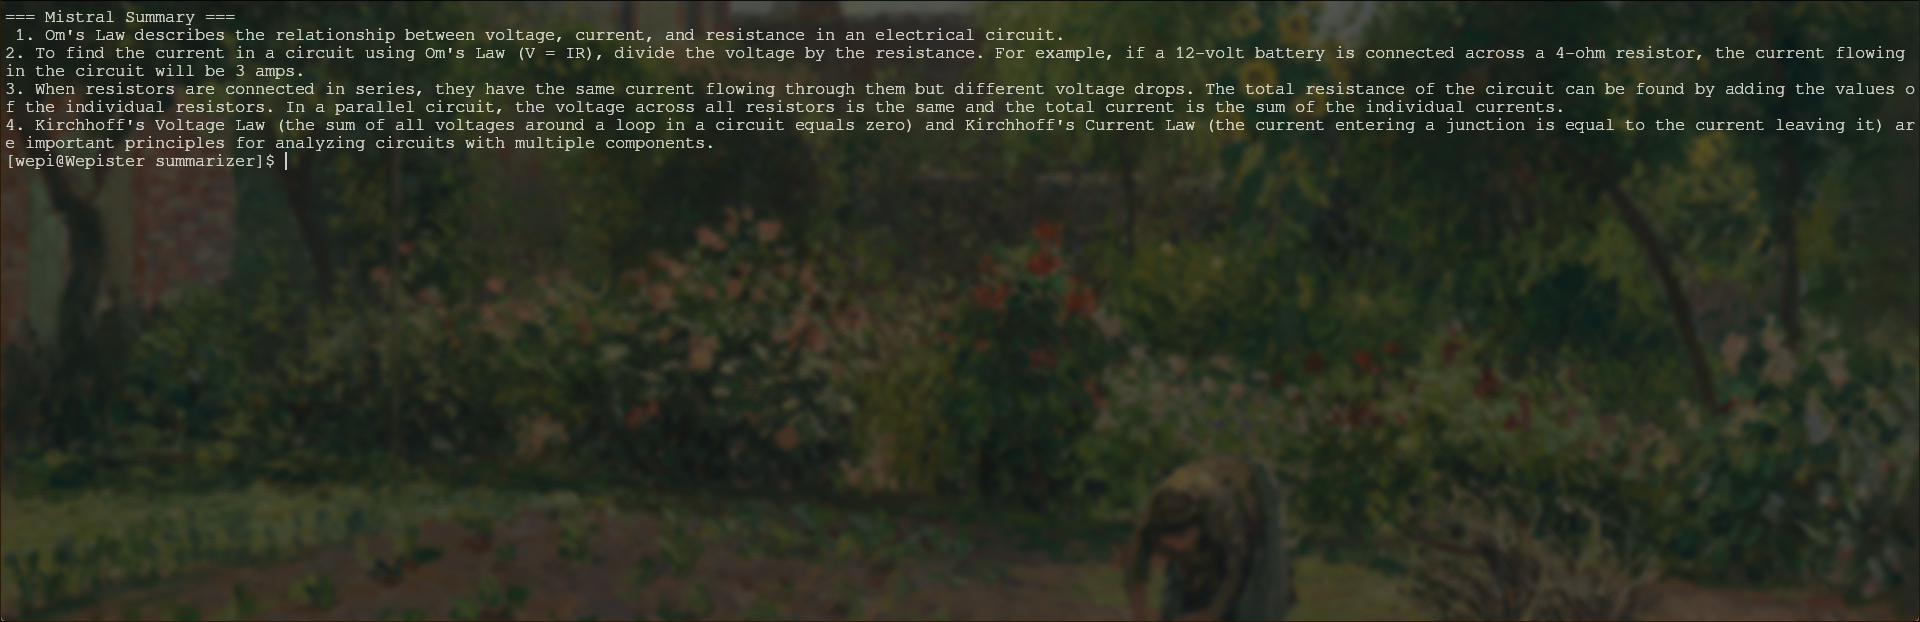 === Mistral Summary ===
1. Om's Law describes the relationship between voltage, current, and resistance in an electrical circuit.
2. To find the current in a circuit using Om's Law (V = IR), divide the voltage by the resistance. For example, if a 12-volt battery is connected across a 4-ohm resistor, the current flowing
in the circuit will be 3 amps.
3. When resistors are connected in series, they have the same current flowing through them but different voltage drops. The total resistance of the circuit can be found by adding the values o
f the individual resistors. In a parallel circuit, the voltage across all resistors is the same and the total current is the sum of the individual currents.
4. Kirchhoff's Voltage Law (the sum of all voltages around a loop in a circuit equals zero) and Kirchhoff's Current Law (the current entering a junction is equal to the current leaving it) ar
e important principles for analyzing circuits with multiple components.
[wepi@Wepister summarizer]$